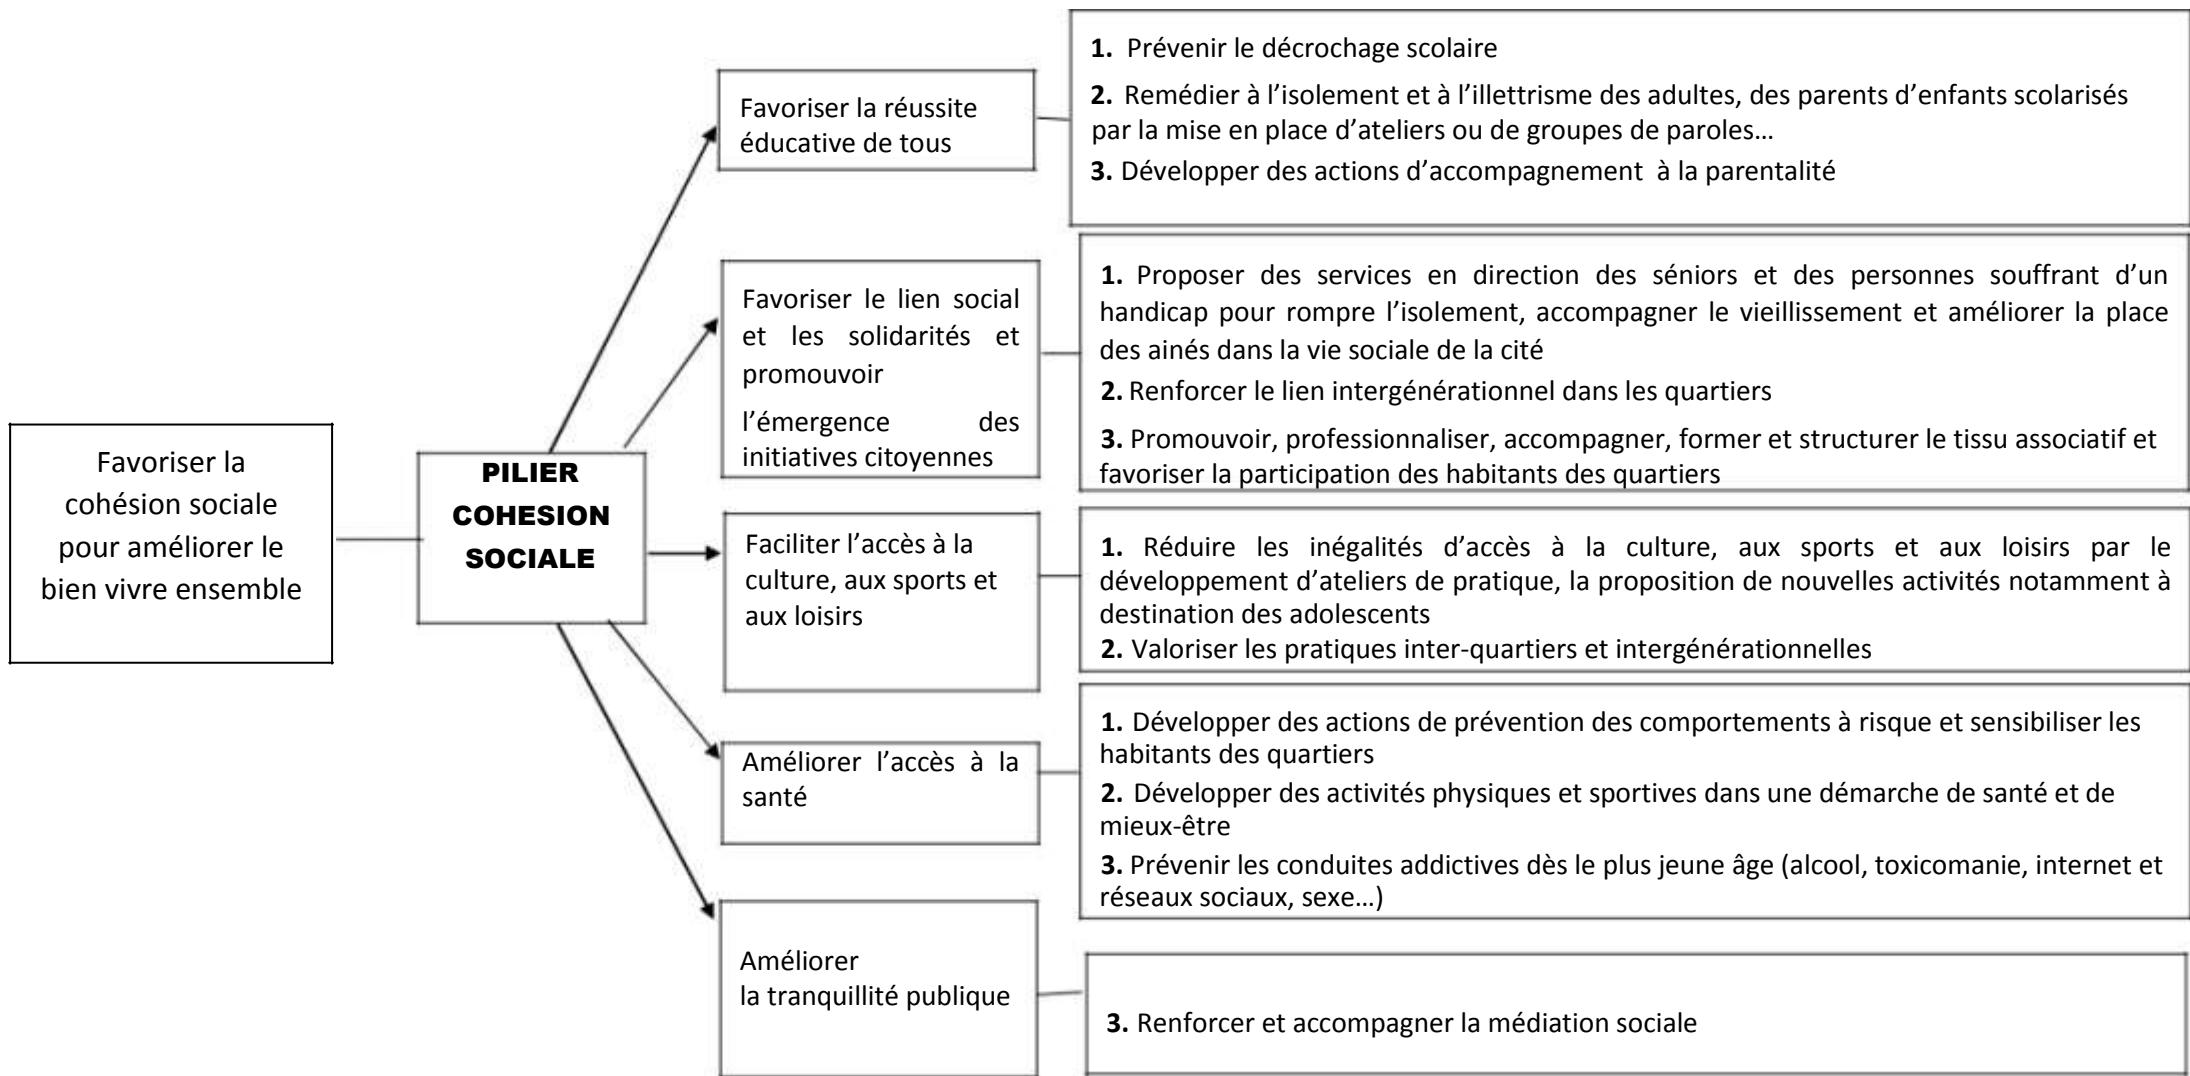 Favoriser la
cohésion sociale
pour améliorer le
bien vivre ensemble
PILIER
COHESION
SOCIALE
Favoriser la réussite
éducative de tous
1. Prévenir le décrochage scolaire
2. Remédier à l’isolement et à l’illettrisme des adultes, des parents d’enfants scolarisés
par la mise en place d’ateliers ou de groupes de paroles…
3. Développer des actions d’accompagnement à la parentalité
Favoriser le lien social
et les solidarités et
promouvoir
l’émergence des
initiatives citoyennes
1. Proposer des services en direction des séniors et des personnes souffrant d’un
handicap pour rompre l’isolement, accompagner le vieillissement et améliorer la place
des ainés dans la vie sociale de la cité
2. Renforcer le lien intergénérationnel dans les quartiers
3. Promouvoir, professionnaliser, accompagner, former et structurer le tissu associatif et
favoriser la participation des habitants des quartiers
Faciliter l’accès à la
culture, aux sports et
aux loisirs
1. Réduire les inégalités d’accès à la culture, aux sports et aux loisirs par le
développement d’ateliers de pratique, la proposition de nouvelles activités notamment à
destination des adolescents
2. Valoriser les pratiques inter-quartiers et intergénérationnelles
Améliorer l’accès à la
santé
1. Développer des actions de prévention des comportements à risque et sensibiliser les
habitants des quartiers
2. Développer des activités physiques et sportives dans une démarche de santé et de
mieux-être
3. Prévenir les conduites addictives dès le plus jeune âge (alcool, toxicomanie, internet et
réseaux sociaux, sexe…)
Améliorer
la tranquillité publique
3. Renforcer et accompagner la médiation sociale